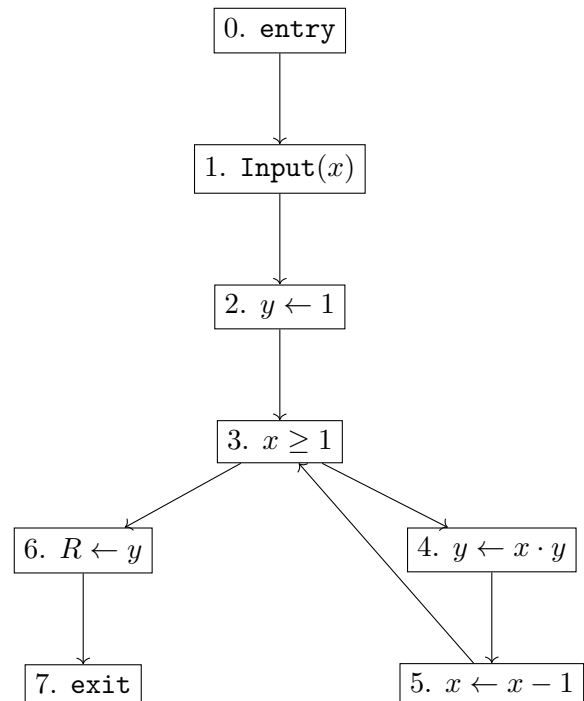 0. entry
1. Input(x)
2. y ← 1
3. x ≥ 1
6. R ← y
4. y ← x · y
7. exit
5. x ← x − 1